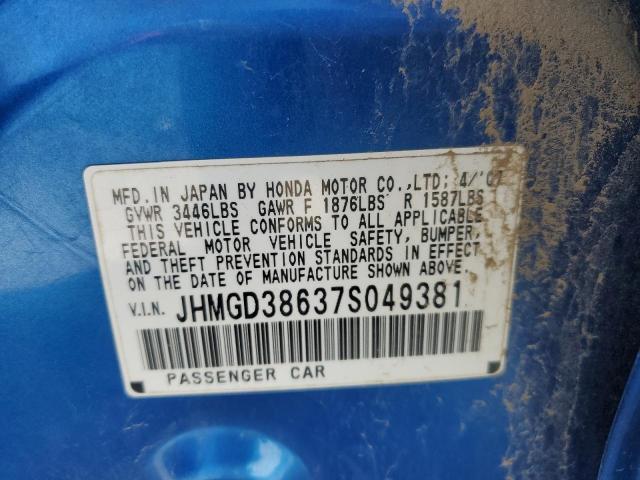 MFD.IN JAPAN BY HONDA MOTOR CO.,LTD; 4/'07
GVWR 3446LBS GAWR F 1876LBS R 1587LBS
THIS VEHICLE CONFORMS TO ALL APPLICABLE
FEDERAL MOTOR VEHICLE SAFETY, BUMPER,
AND THEFT PREVENTION STANDARDS IN EFFECT
ON THE DATE OF MANUFACTURE SHOWN ABOVE.
V.I.N. JHMGD38637S049381
PASSENGER CAR